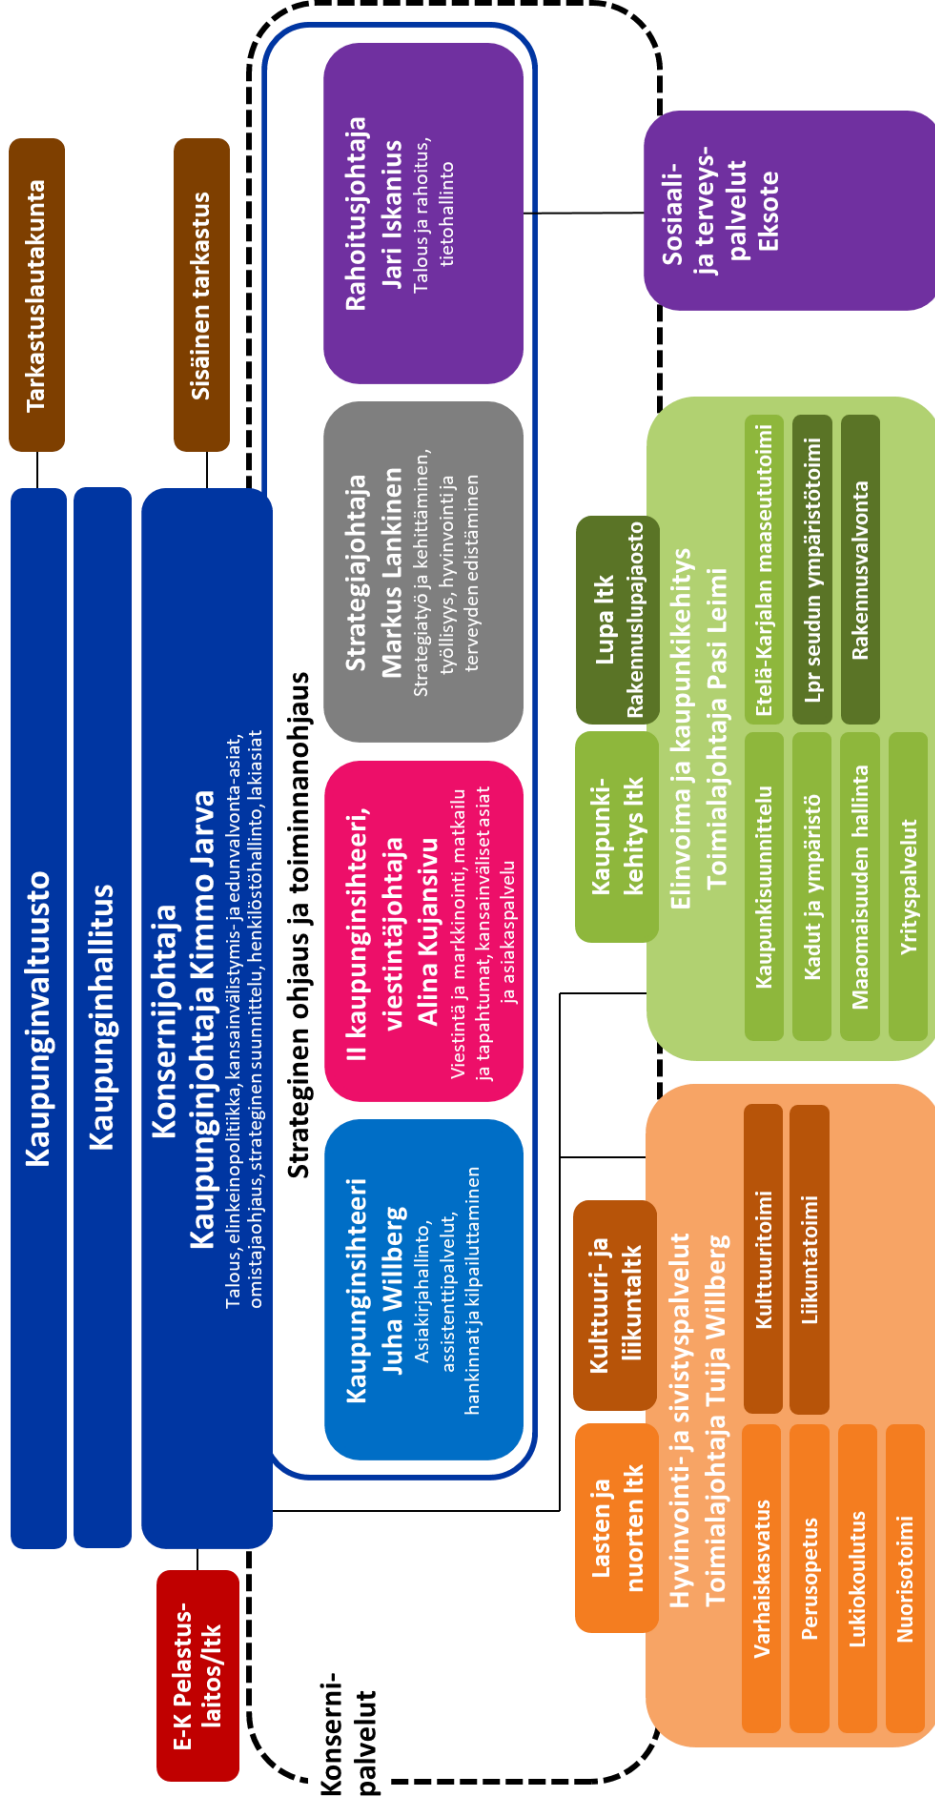 Kaupunginvaltuusto
Tarkastuslautakunta
Kaupunginhallitus
E-K Pelastus-
laitos/ltk
Konsernijohtaja
Kaupunginjohtaja Kimmo Jarva
Talous, elinkeinopolitiikka, kansainvälistymis- ja edunvalvonta-asiat,
omistajaohjaus, strateginen suunnittelu, henkilöstöhallinto, lakiasiat
Sisäinen tarkastus
Konserni-
palvelut
Strateginen ohjaus ja toiminnanohjaus
Kaupunginsihteeri
Juha Willberg
Asiakirjahallinto,
assistenttipalvelut,
hankinnat ja kilpailuttaminen
II kaupunginsihteeri,
viestintäjohtaja
Alina Kujansivu
Viestintä ja markkinointi, matkailu
ja tapahtumat, kansainväliset asiat
ja asiakaspalvelu
Strategiajohtaja
Markus Lankinen
Strategiatyö ja kehittäminen,
työllisyys, hyvinvointi ja
terveyden edistäminen
Rahoitusjohtaja
Jari Iskanius
Talous ja rahoitus,
tietohallinto
Lasten ja
nuorten ltk
Kulttuuri- ja
liikuntaltk
Hyvinvointi- ja sivistyspalvelut
Toimialajohtaja Tuija Willberg
Varhaiskasvatus
Perusopetus
Lukiokoulutus
Nuorisotoimi
Kulttuuritoimi
Liikuntatoimi
Kaupunki-
kehitys ltk
Lupa ltk
Rakennuslupajaosto
Elinvoima ja kaupunkikehitys
Toimialajohtaja Pasi Leimi
Kaupunkisuunnittelu
Kadut ja ympäristö
Maaomaisuuden hallinta
Yrityspalvelut
Etelä-Karjalan maaseututoimi
Lpr seudun ympäristötoimi
Rakennusvalvonta
Sosiaali-
ja terveys-
palvelut
Eksote